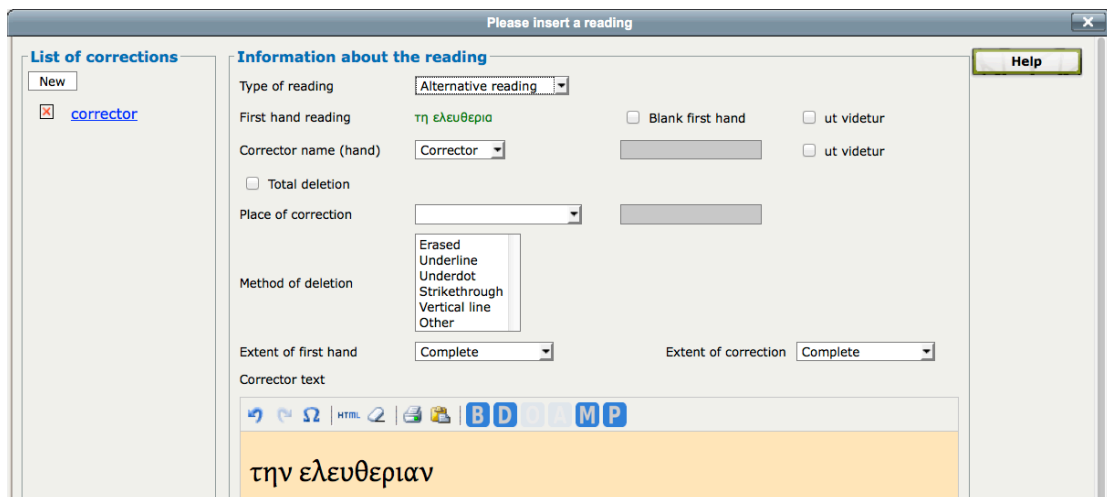 Please insert a reading
List of corrections
New
corrector
Information about the reading
Type of reading Alternative reading
First hand reading τη ελευθερια Blank first hand ut videtur
Corrector name (hand) Corrector ut videtur
Total deletion
Place of correction
Method of deletion
Erased
Underline
Underdot
Strikethrough
Vertical line
Other
Extent of first hand Complete Extent of correction Complete
Corrector text
Ω HTML B D O A M P
την ελευθεριαν
Help